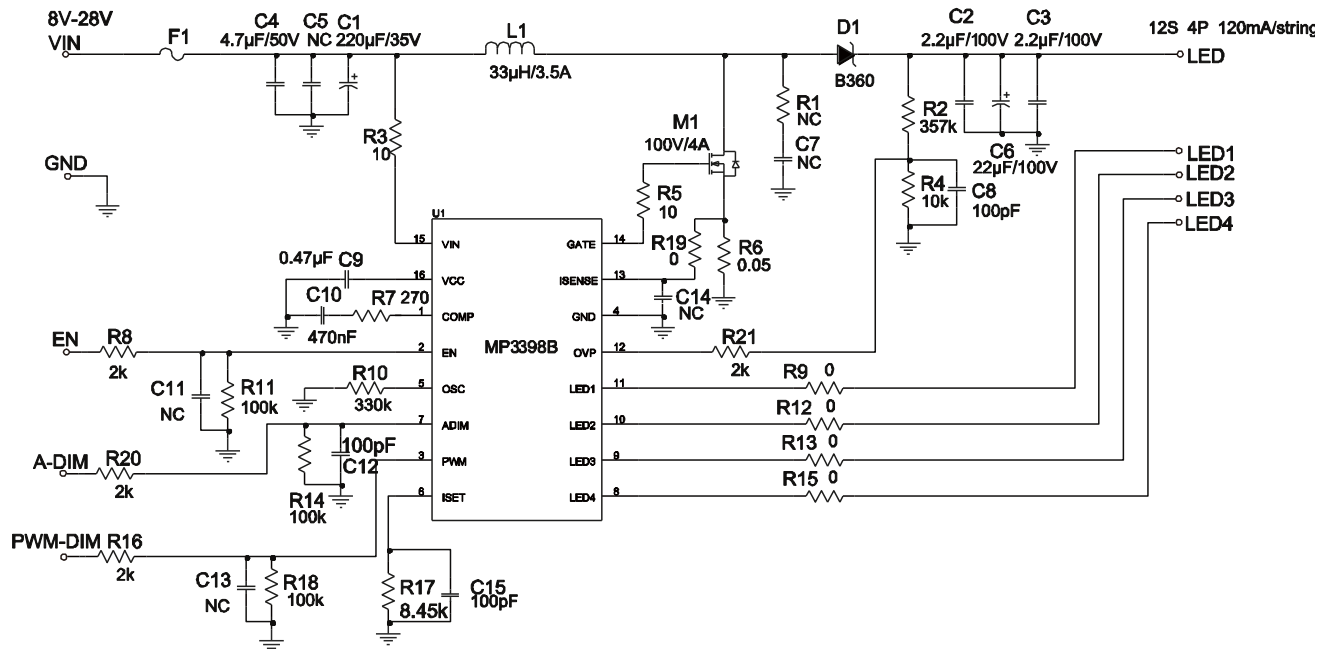 8V-28V
VIN
F1
C4 C5 C1
4.7µF/50V NC 220µF/35V
L1
33µH/3.5A
D1
B360
C2 C3
2.2µF/100V 2.2µF/100V
12S 4P 120mA/string
LED
R1
NC
C7
NC
R2
357k
C6
22µF/100V
R3
10
M1
100V/4A
GND
LED1
LED2
LED3
LED4
R5
10
R4
10k
C8
100pF
U1
R19
0
R6
0.05
15 VIN GATE 14
0.47µF C9
16 VCC ISENSE 13
C10 R7 270
470nF
C14
NC
1 COMP GND 4
EN R8
2k
MP3398B
2 EN OVP 12
R21
2k
C11
NC
R11
100k
R10
330k
5 OSC LED1 11
R9 0
7 ADIM LED2 10
R12 0
100pF
C12
A-DIM R20
2k
3 PWM LED3 9
R13 0
6 ISET LED4 8
R15 0
R14
100k
PWM-DIM R16
2k
C13
NC
R18
100k
R17
8.45k
C15
100pF